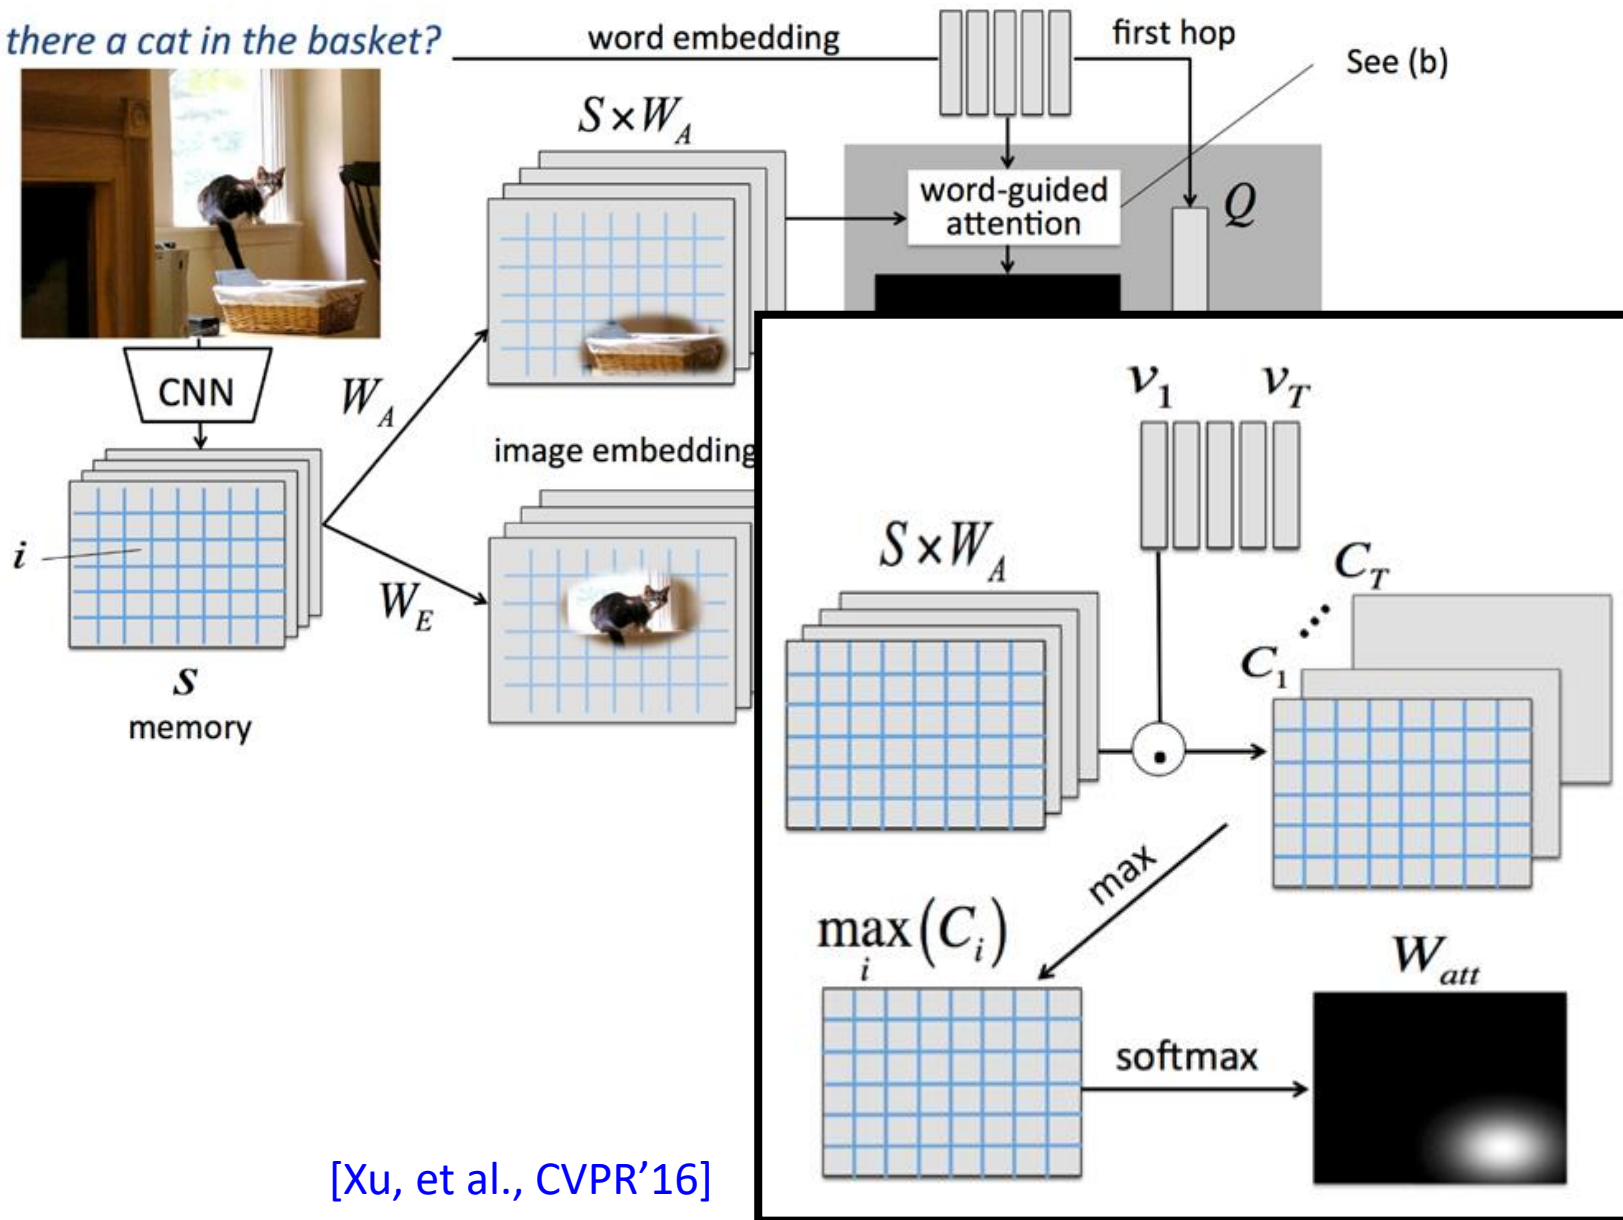 there a cat in the basket?
word embedding
first hop
See (b)
S×W_A
word-guided
attention
Q
CNN
W_A
image embedding
i
W_E
S
memory
v_1 v_T
S×W_A
C_T
C_1
.
max
max(C_i)
i
W_att
softmax
[Xu, et al., CVPR’16]